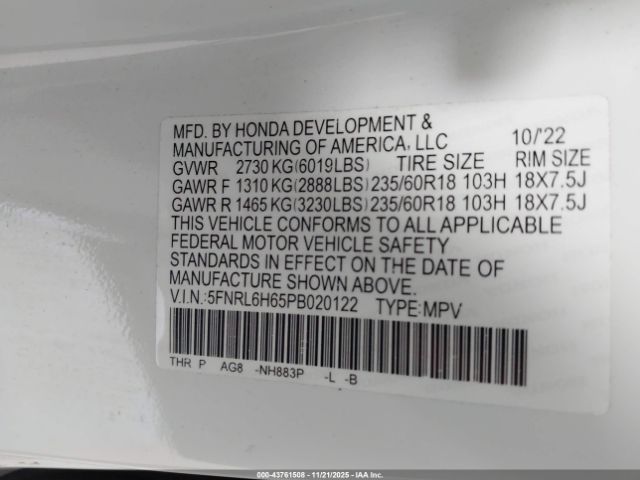 MFD. BY HONDA DEVELOPMENT &
MANUFACTURING OF AMERICA, LLC 10/'22
GVWR 2730 KG(6019LBS) TIRE SIZE RIM SIZE
GAWR F 1310 KG(2888LBS) 235/60R18 103H 18X7.5J
GAWR R 1465 KG(3230LBS) 235/60R18 103H 18X7.5J
THIS VEHICLE CONFORMS TO ALL APPLICABLE
FEDERAL MOTOR VEHICLE SAFETY
STANDARDS IN EFFECT ON THE DATE OF
MANUFACTURE SHOWN ABOVE.
V.I.N.:5FNRL6H65PB020122 TYPE:MPV
THR P AG8 -NH883P -L -B
000-43761508 - 11/21/2025 - IAA Inc. All Rights Reserved